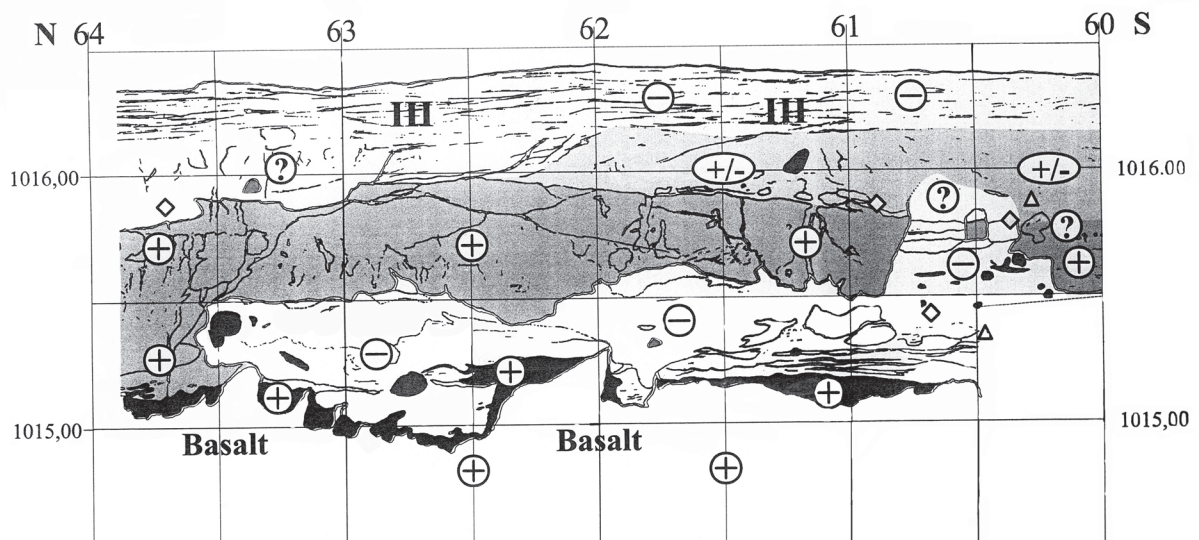 N 64 63 62 61 60 S
III III
1016,00 +/- +/- 1016.00
? ? ?
1015,00 1015,00
Basalt Basalt